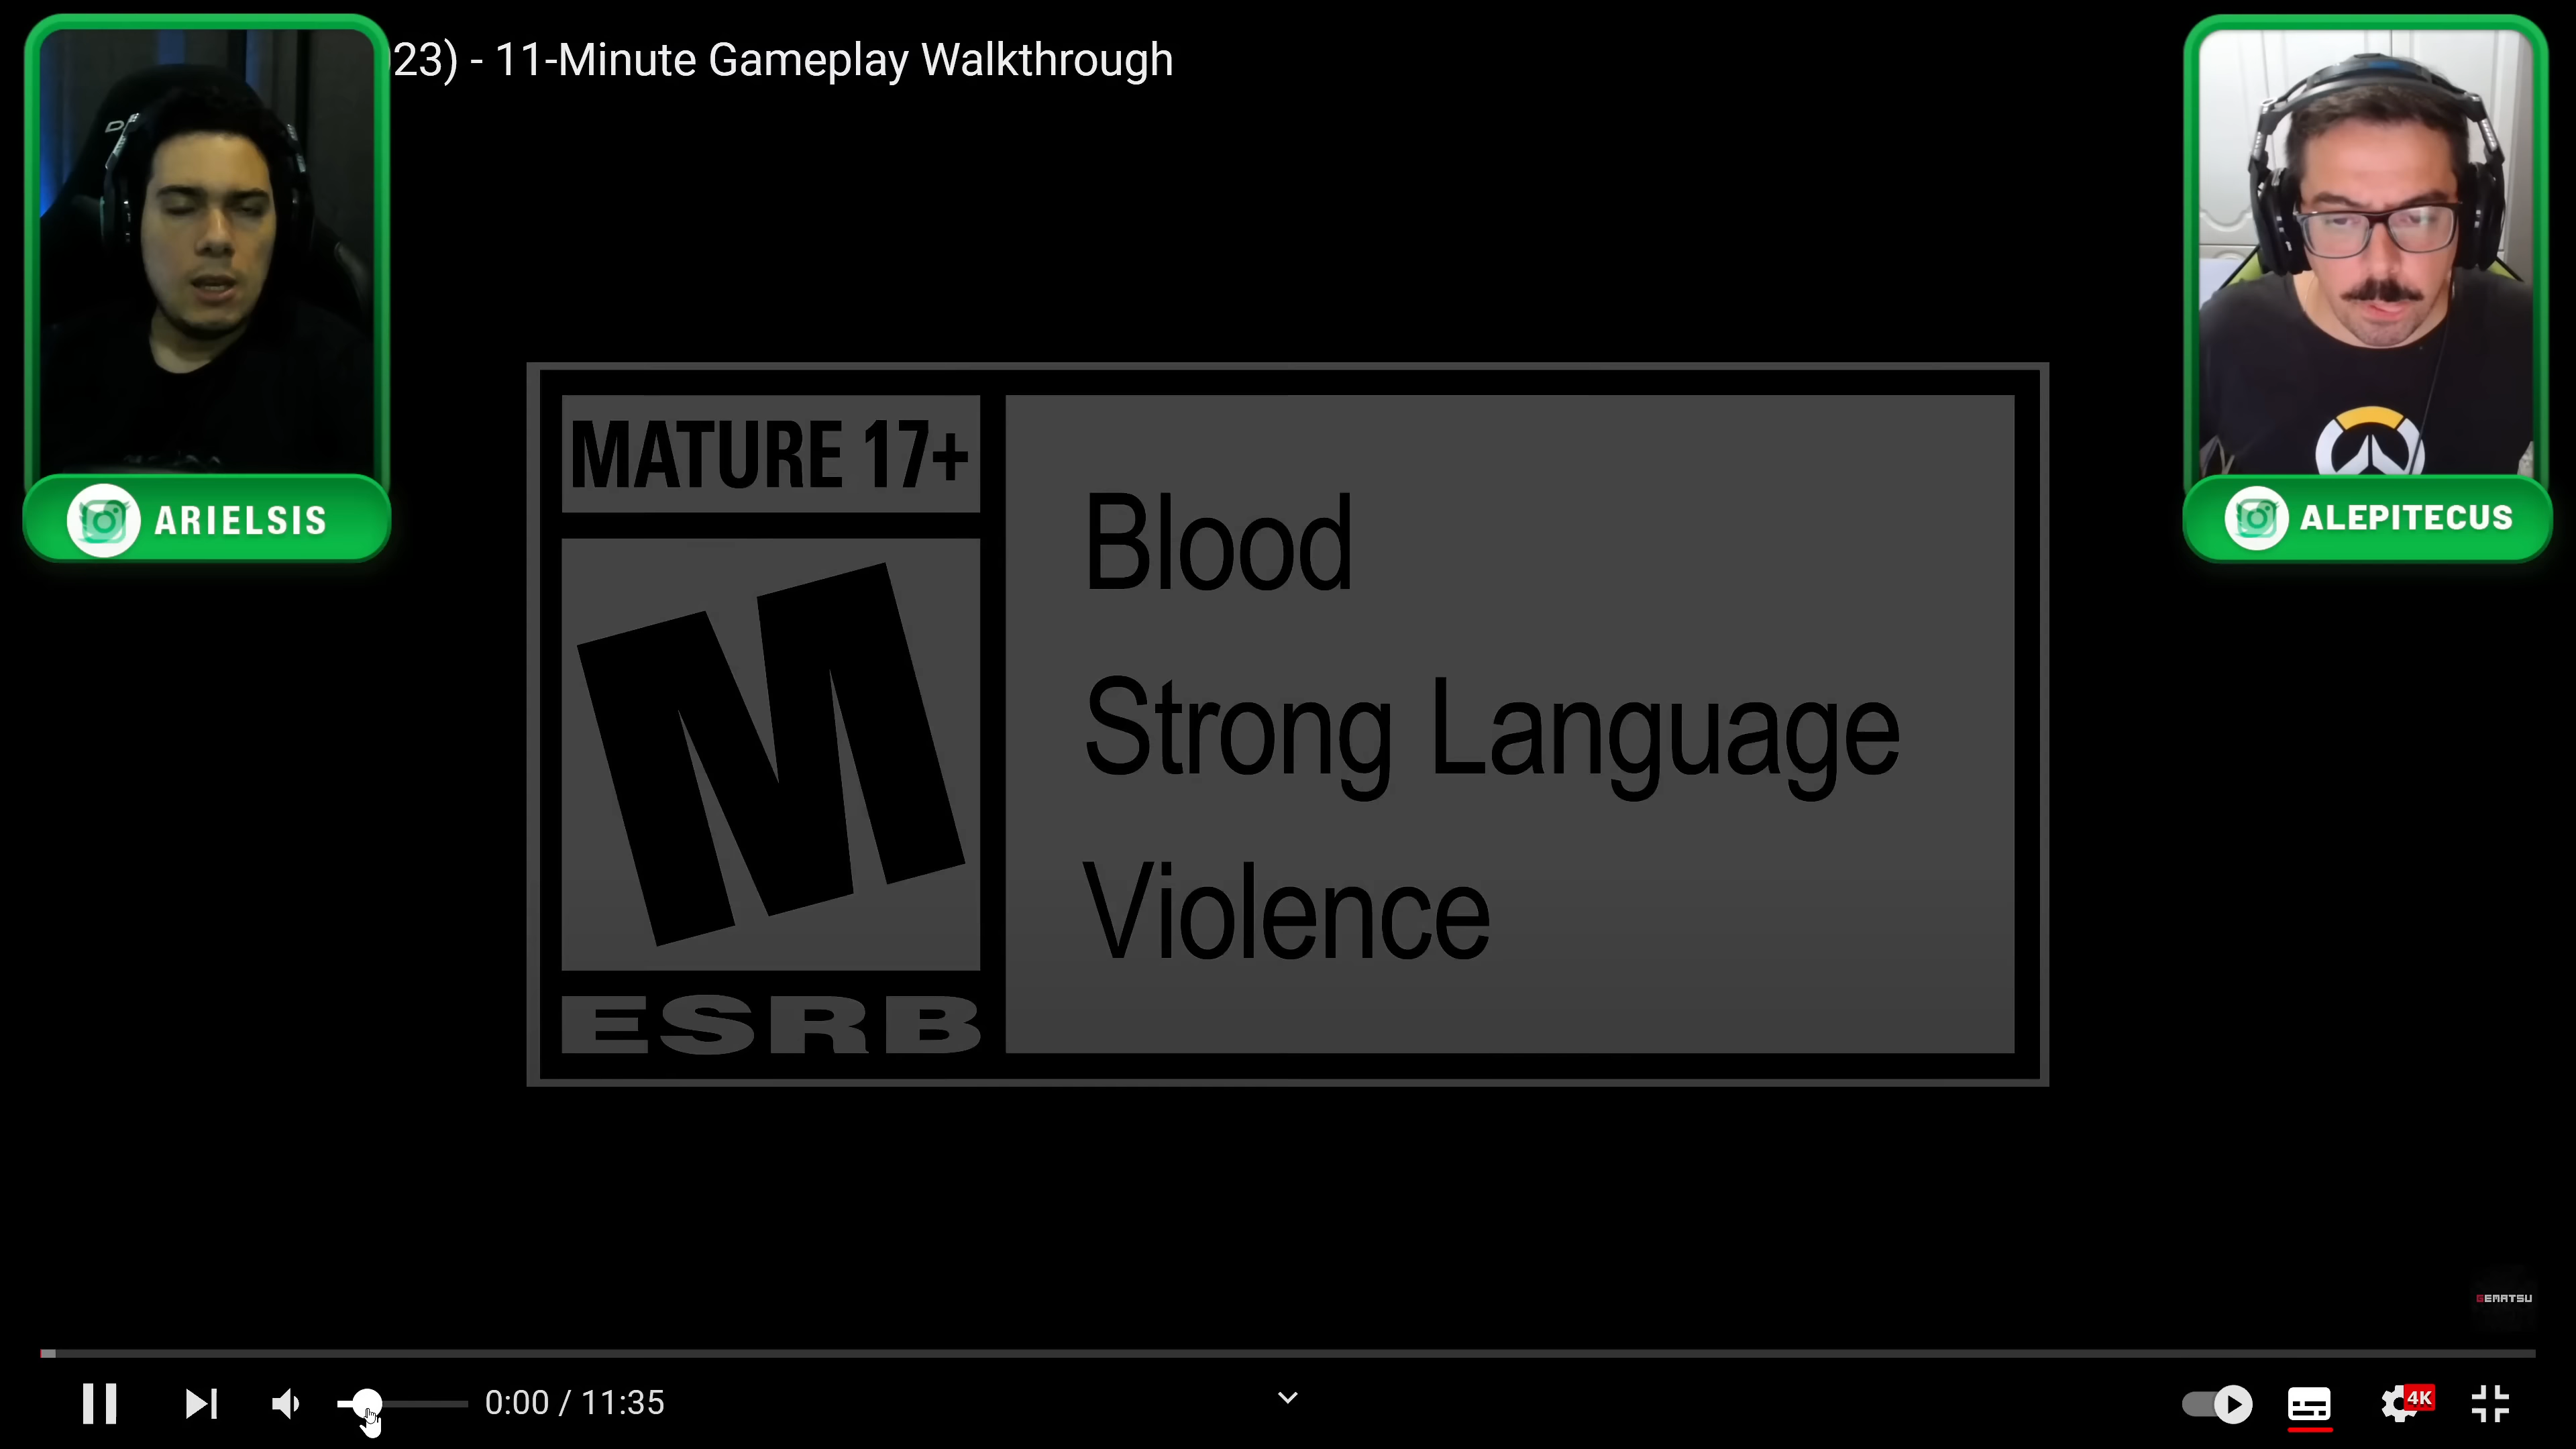 23) - 11-Minute Gameplay Walkthrough
ARIELSIS
ALEPITECUS
MATURE 17+
M
ESRB
Blood
Strong Language
Violence
GEMATSU
0:00 / 11:35
4K